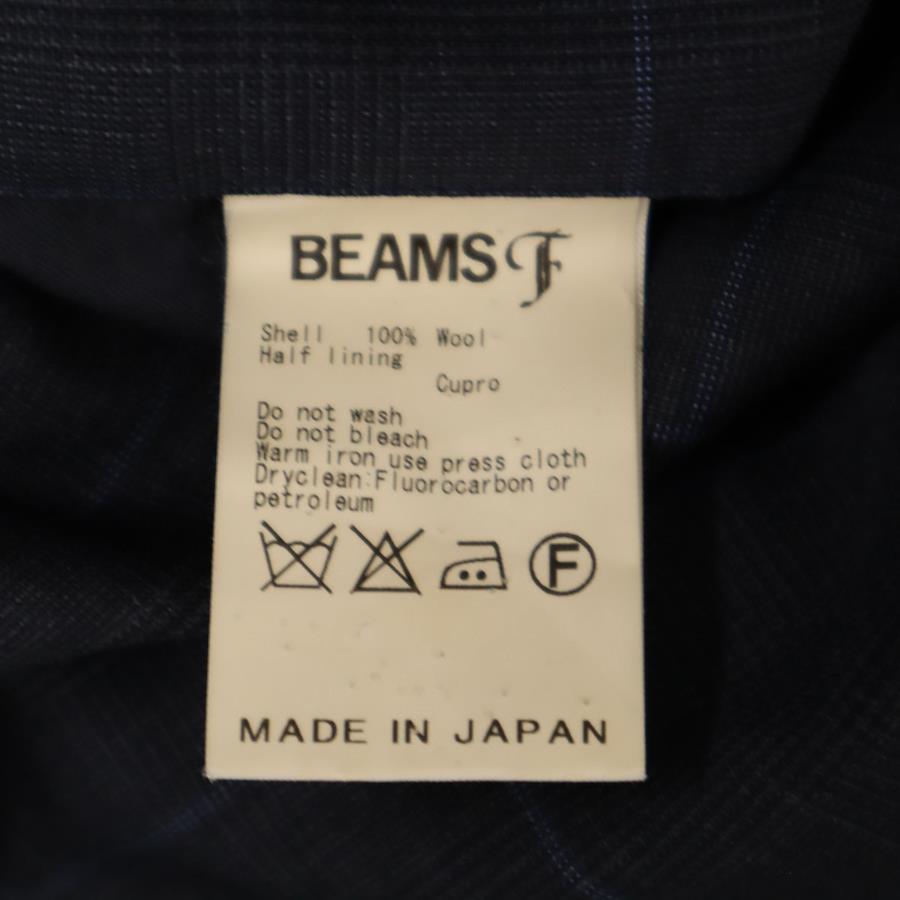 BEAMS F
Shell 100% Wool
Half lining
Cupro
Do not wash
Do not bleach
Warm iron use press cloth
Dryclean:Fluorocarbon or
petroleum
F
MADE IN JAPAN